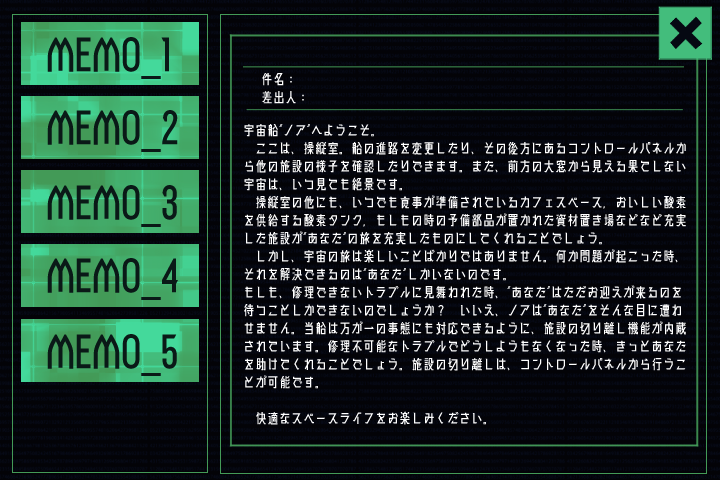 MEMO_1
MEMO_2
MEMO_3
MEMO_4
MEMO_5
件名：
差出人：
宇宙船'ノア'へようこそ。
　ここは、操縦室。船の進路を変更したり、その後方にあるコントロールパネルか
ら他の施設の様子を確認したりできます。また、前方の大窓から見える果てしない
宇宙は、いつ見ても絶景です。
　操縦室の他にも、いつでも食事が準備されているカフェスペース、おいしい酸素
を供給する酸素タンク、もしもの時の予備部品が置かれた資材置き場などなど充実
した施設が'あなた'の旅を充実したものにしてくれることでしょう。
　しかし、宇宙の旅は楽しいことばかりではありません。何か問題が起こった時、
それを解決できるのは'あなた'しかいないのです。
もしも、修理できないトラブルに見舞われた時、'あなた'はただお迎えが来るのを
待つことしかできないのでしょうか？　いいえ、ノアは'あなた'をそんな目に遭わ
せません。当船は万が一の事態にも対応できるように、施設の切り離し機能が内蔵
されています。修理不可能なトラブルでどうしようもなくなった時、きっとあなた
を助けてくれることでしょう。施設の切り離しは、コントロールパネルから行うこ
とが可能です。
　快適なスペースライフをお楽しみください。